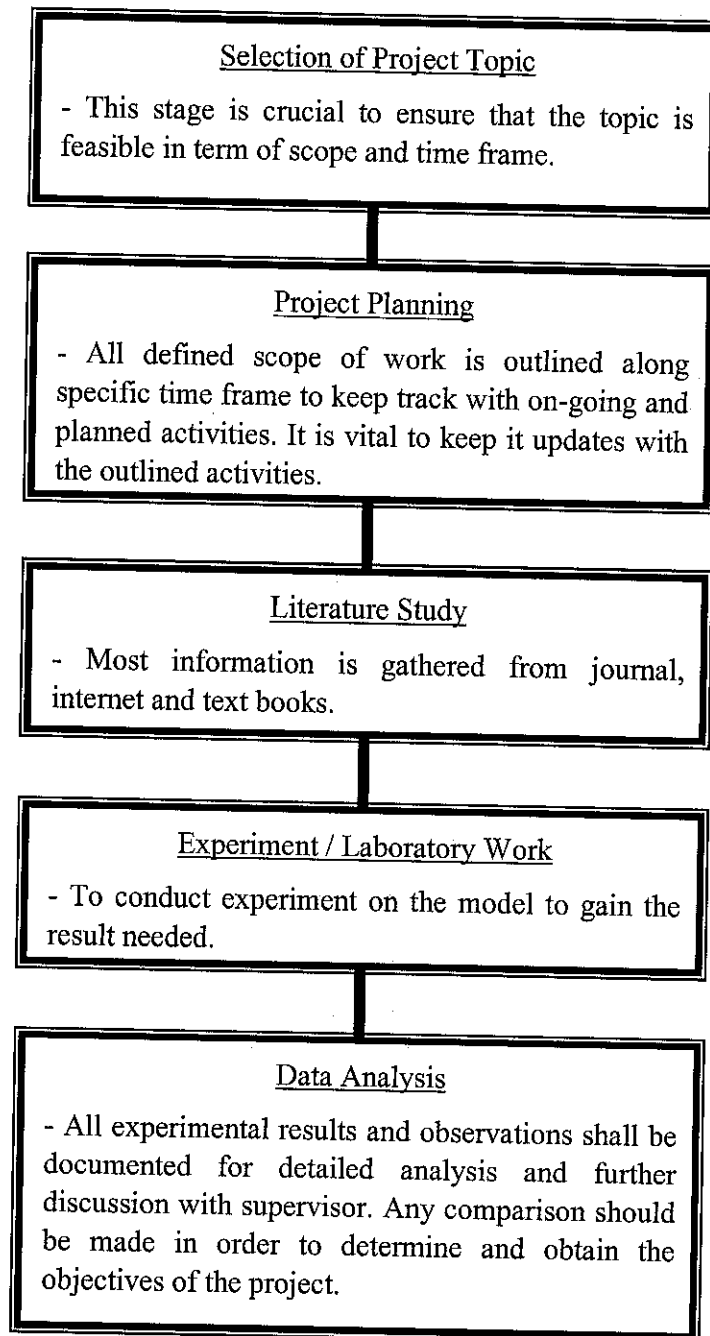 Selection of Project Topic
- This stage is crucial to ensure that the topic is
feasible in term of scope and time frame.
Project Planning
- All defined scope of work is outlined along
specific time frame to keep track with on-going and
planned activities. It is vital to keep it updates with
the outlined activities.
Literature Study
- Most information is gathered from journal,
internet and text books.
Experiment / Laboratory Work
- To conduct experiment on the model to gain the
result needed.
Data Analysis
- All experimental results and observations shall be
documented for detailed analysis and further
discussion with supervisor. Any comparison should
be made in order to determine and obtain the
objectives of the project.